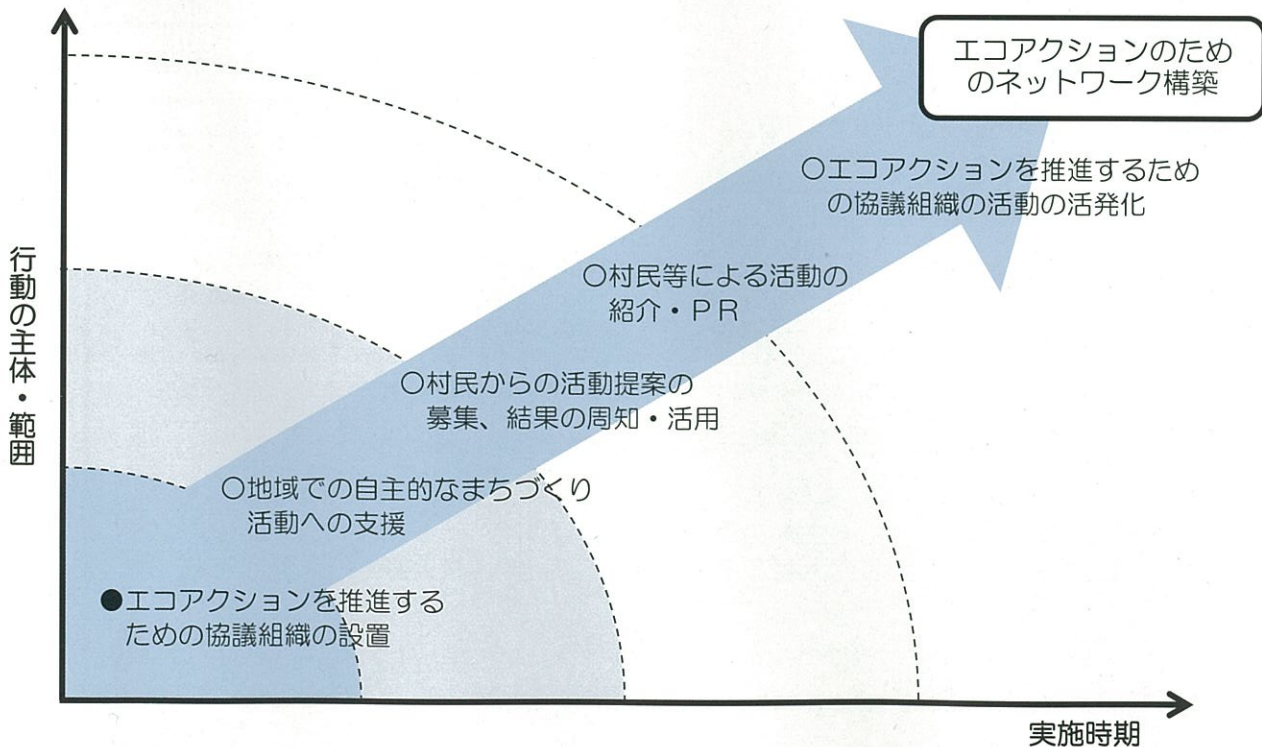 エコアクションのため
のネットワーク構築
○エコアクションを推進するため
の協議組織の活動の活発化
○村民等による活動の
紹介・ＰＲ
○村民からの活動提案の
募集、結果の周知・活用
○地域での自主的なまちづくり
活動への支援
●エコアクションを推進する
ための協議組織の設置
行動の主体・範囲
実施時期